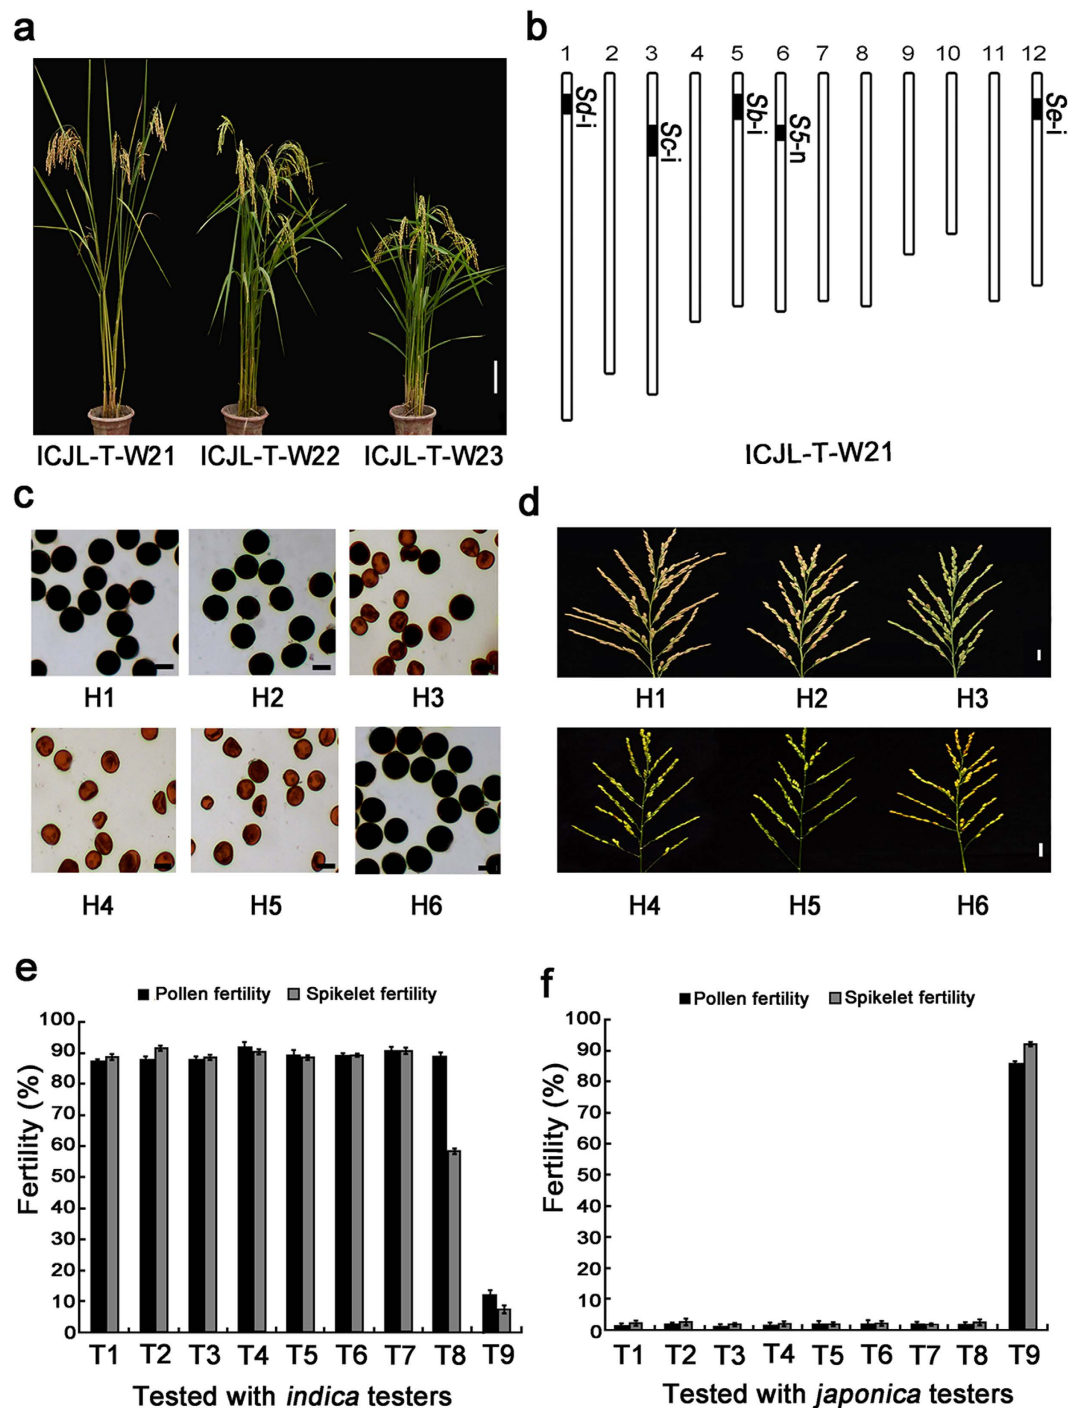 a
ICJL-T-W21 ICJL-T-W22 ICJL-T-W23
b
1 2 3 4 5 6 7 8 9 10 11 12
Sd-i
Sc-i
Sb-i
S5-n
Se-i
ICJL-T-W21
c
H1 H2 H3
H4 H5 H6
d
H1 H2 H3
H4 H5 H6
e
Pollen fertility Spikelet fertility
Fertility (%)
100
90
80
70
60
50
40
30
20
10
0
T1 T2 T3 T4 T5 T6 T7 T8 T9
Tested with indica testers
f
Pollen fertility Spikelet fertility
Fertility (%)
100
90
80
70
60
50
40
30
20
10
0
T1 T2 T3 T4 T5 T6 T7 T8 T9
Tested with japonica testers